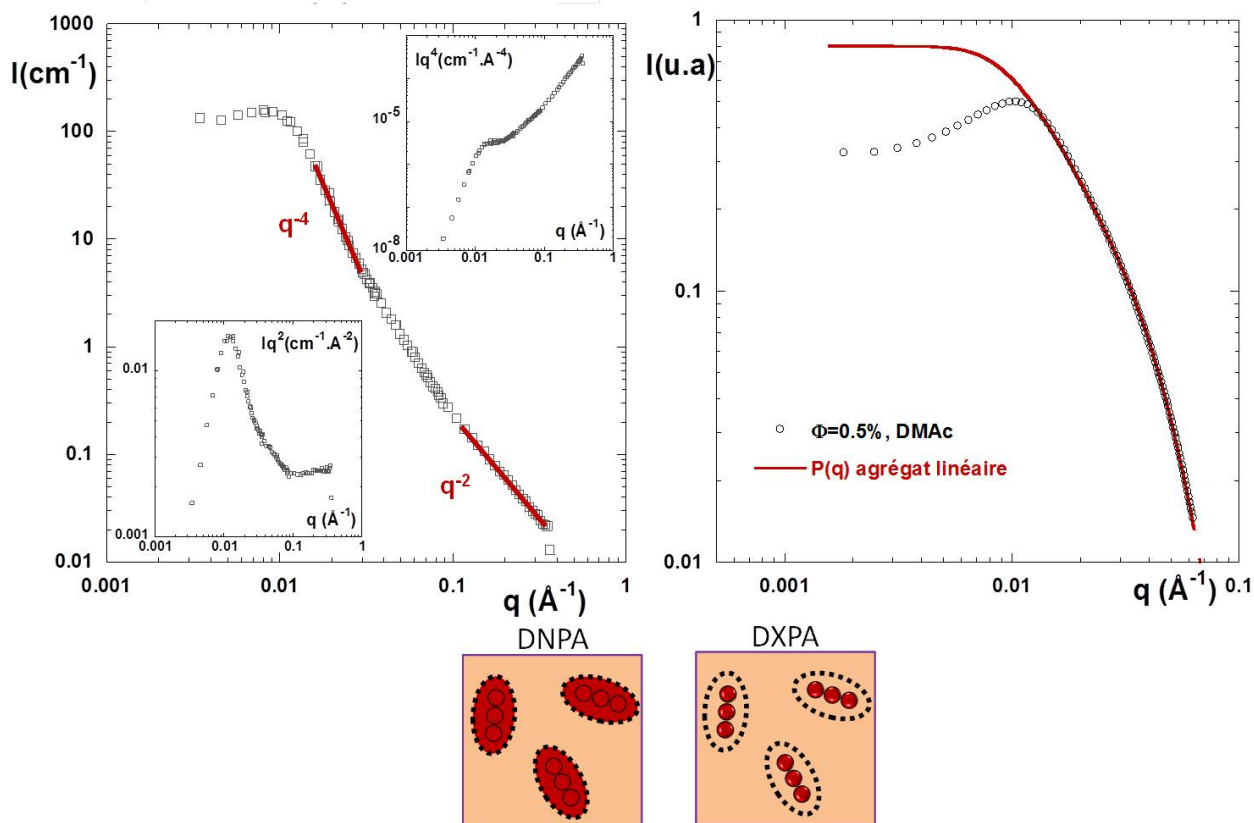 1000
I(cm⁻¹)
100
10
1
0.1
0.01
0.001
0.01
0.1
1
q (Å⁻¹)
q⁻⁴
q⁻²
Iq⁴(cm⁻¹.A⁻⁴)
10⁻⁵
10⁻⁸
0.001
0.01
0.1
1
q (Å⁻¹)
Iq²(cm⁻¹.A⁻²)
0.01
0.001
0.001
0.01
0.1
1
q (Å⁻¹)
1
I(u.a)
0.1
0.01
0.001
0.01
0.1
q (Å⁻¹)
Φ=0.5%, DMAc
P(q) agrégat linéaire
DNPA
DXPA